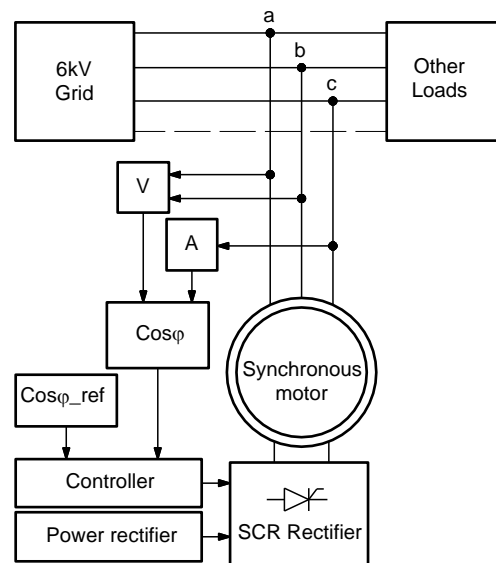 a
b
c
6kV
Grid
Other
Loads
V
A
Cosφ
Cosφ_ref
Synchronous
motor
Controller
Power rectifier
SCR Rectifier